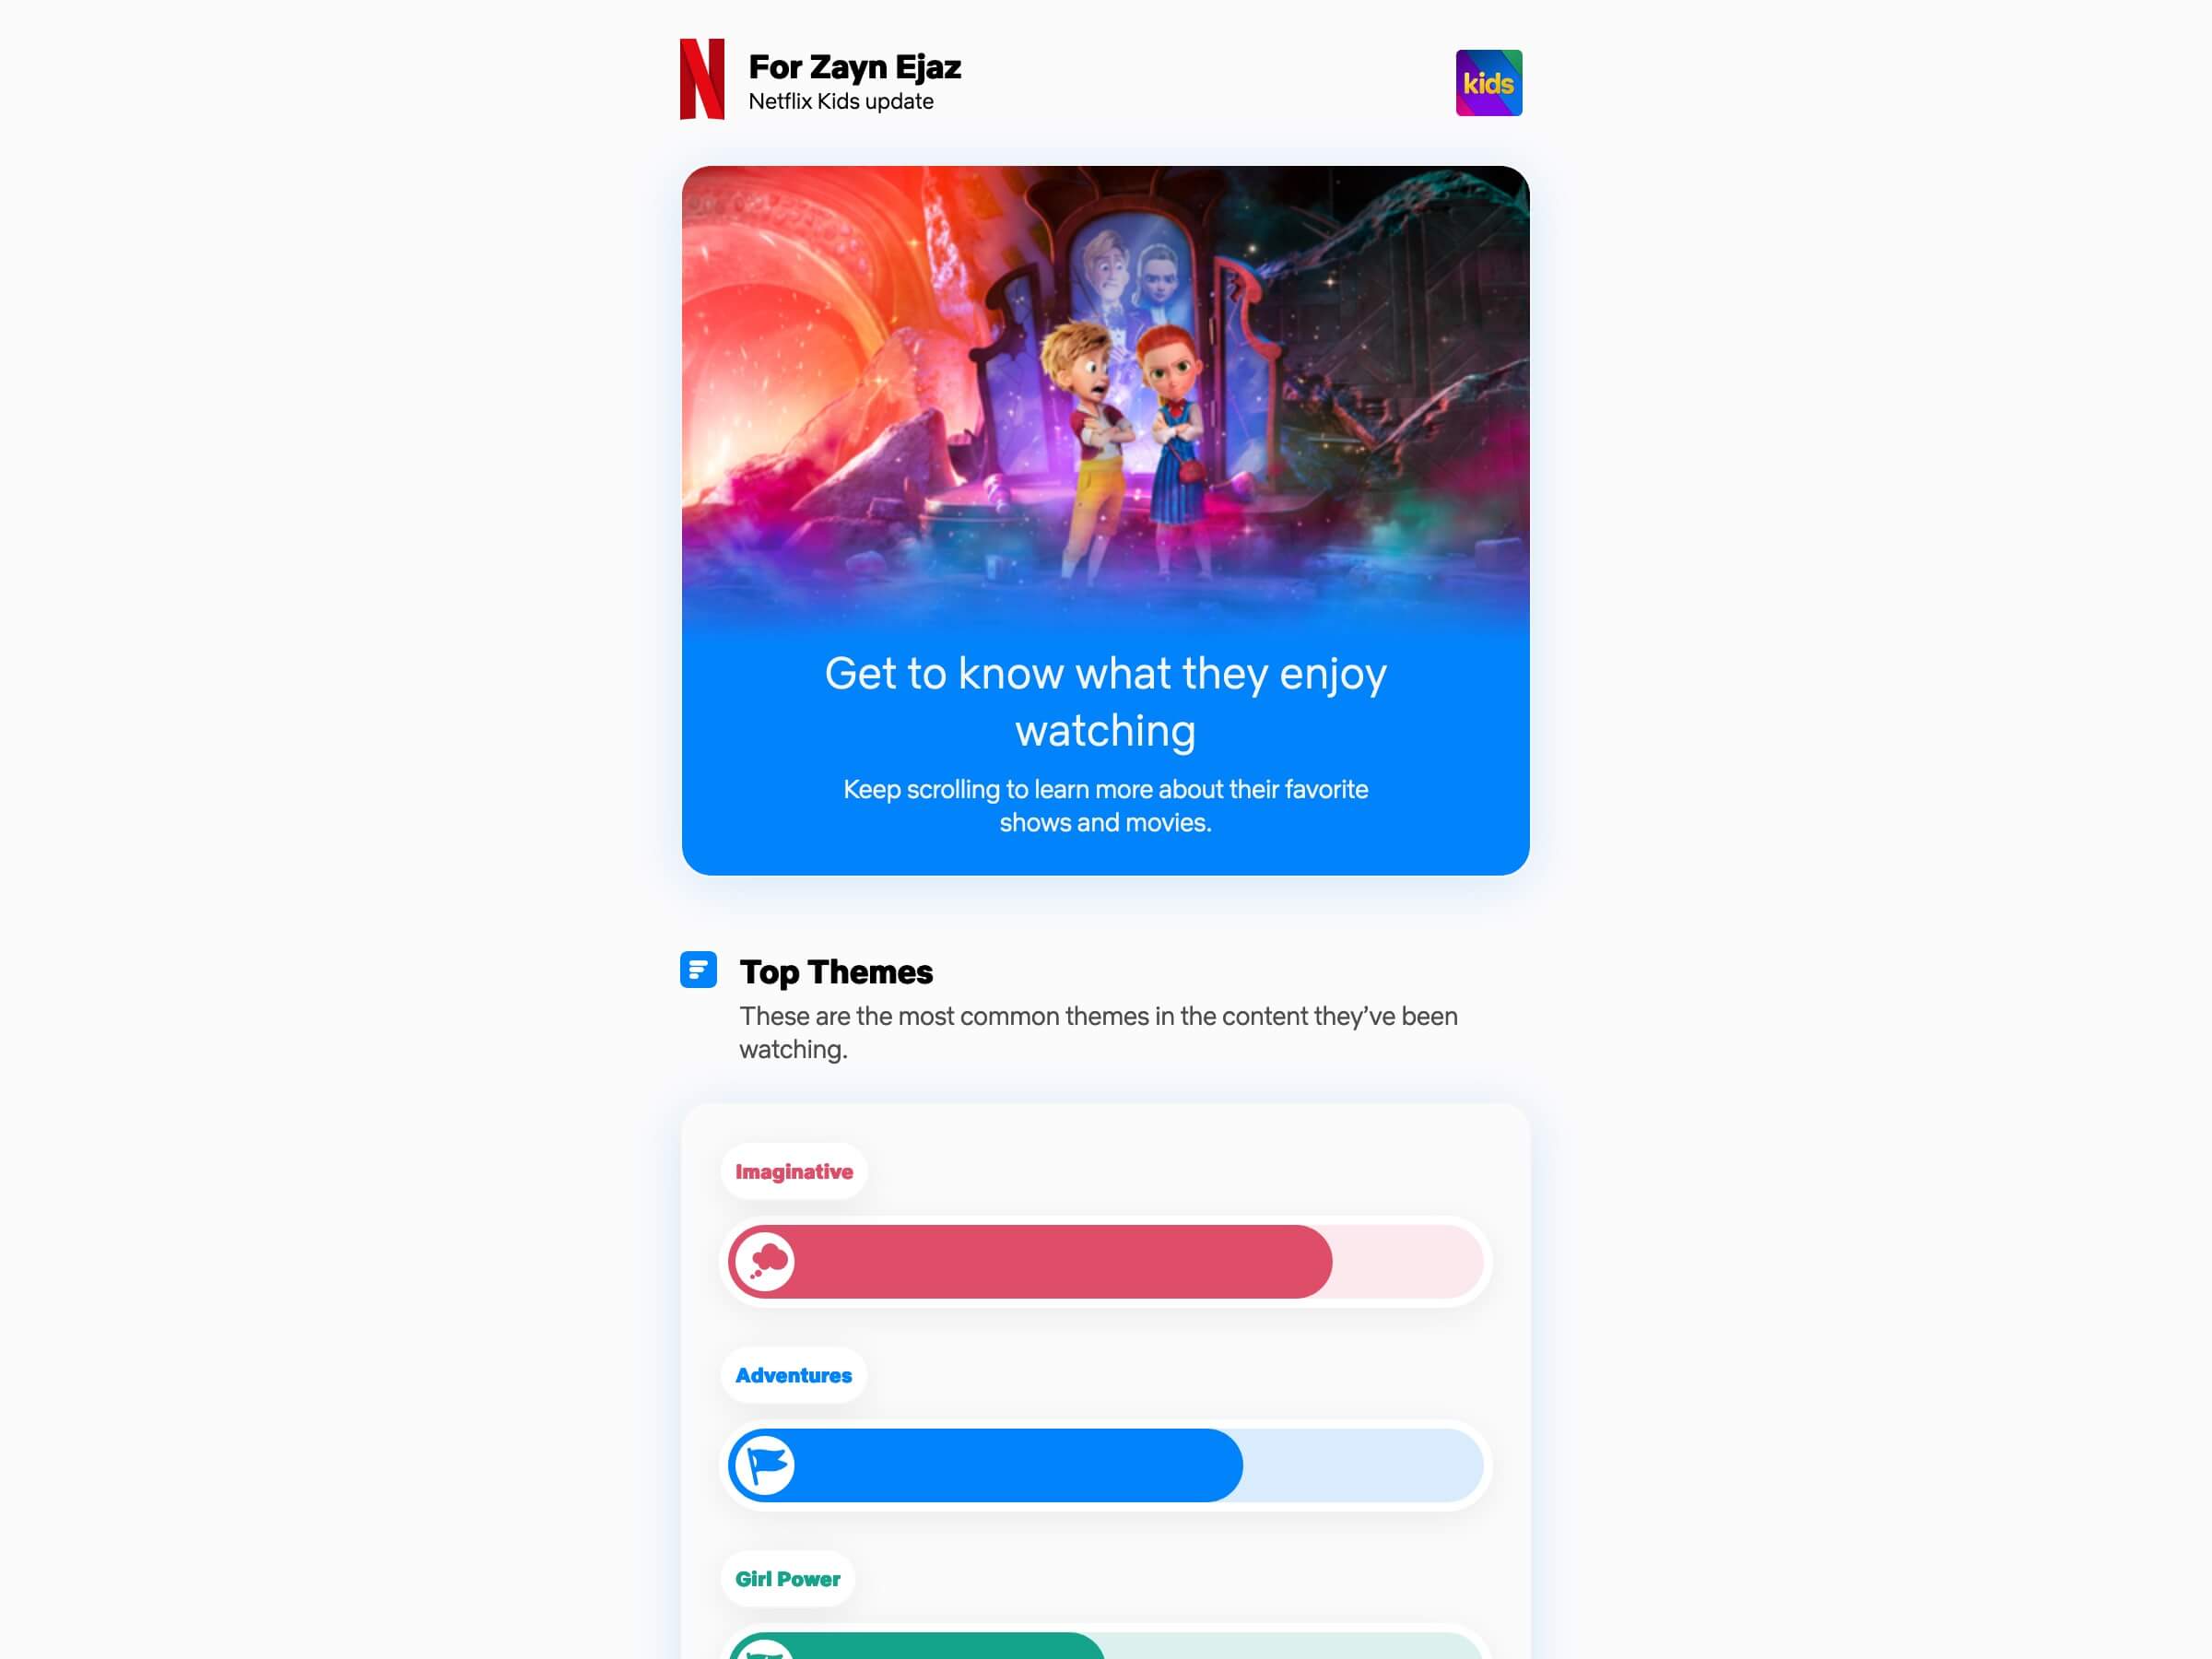 For Zayn Ejaz
Netflix Kids update
kids
Get to know what they enjoy
watching
Keep scrolling to learn more about their favorite
shows and movies.
Top Themes
These are the most common themes in the content they’ve been
watching.
Imaginative
Adventures
Girl Power